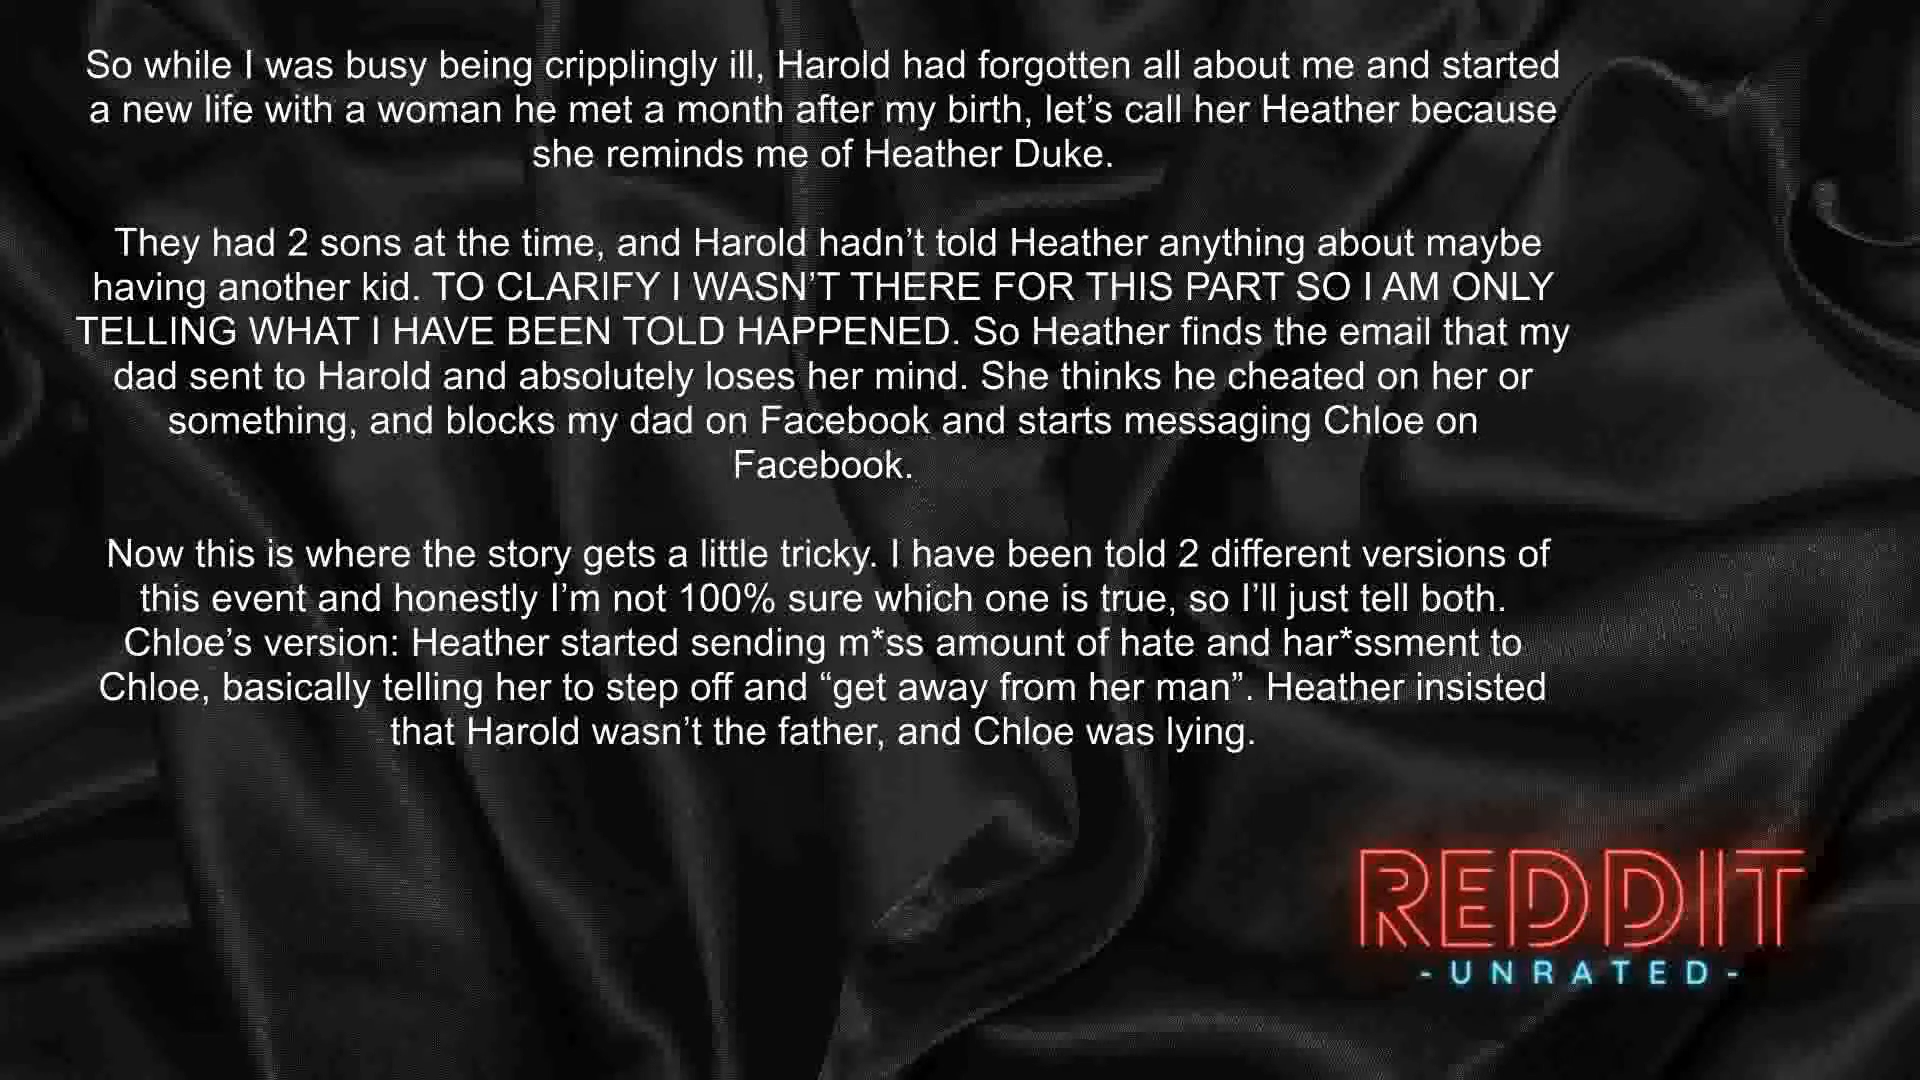 So while I was busy being cripplingly ill, Harold had forgotten all about me and started
a new life with a woman he met a month after my birth, let’s call her Heather because
she reminds me of Heather Duke.
They had 2 sons at the time, and Harold hadn’t told Heather anything about maybe
having another kid. TO CLARIFY I WASN’T THERE FOR THIS PART SO I AM ONLY
TELLING WHAT I HAVE BEEN TOLD HAPPENED. So Heather finds the email that my
dad sent to Harold and absolutely loses her mind. She thinks he cheated on her or
something, and blocks my dad on Facebook and starts messaging Chloe on
Facebook.
Now this is where the story gets a little tricky. I have been told 2 different versions of
this event and honestly I’m not 100% sure which one is true, so I’ll just tell both.
Chloe’s version: Heather started sending m*ss amount of hate and har*ssment to
Chloe, basically telling her to step off and “get away from her man”. Heather insisted
that Harold wasn’t the father, and Chloe was lying.
REDDIT
- UNRATED -